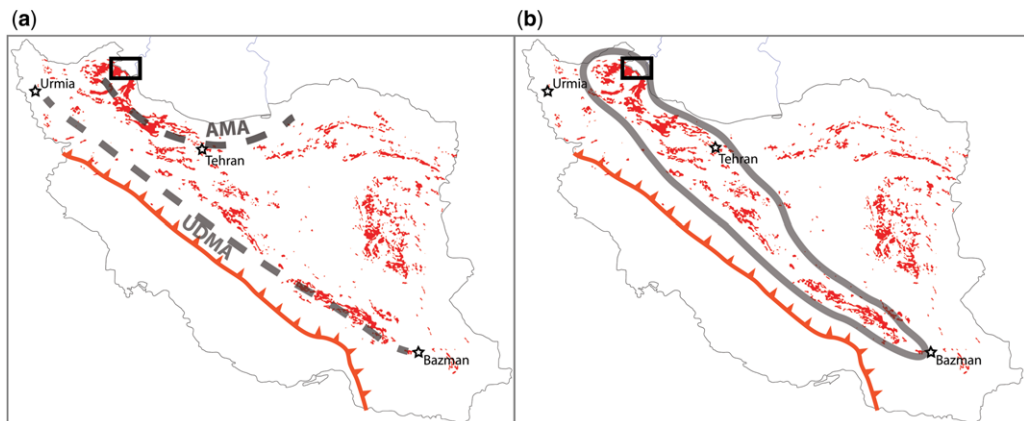 (a)
Urmia
AMA
Tehran
UDMA
Bazman
(b)
Urmia
Tehran
Bazman